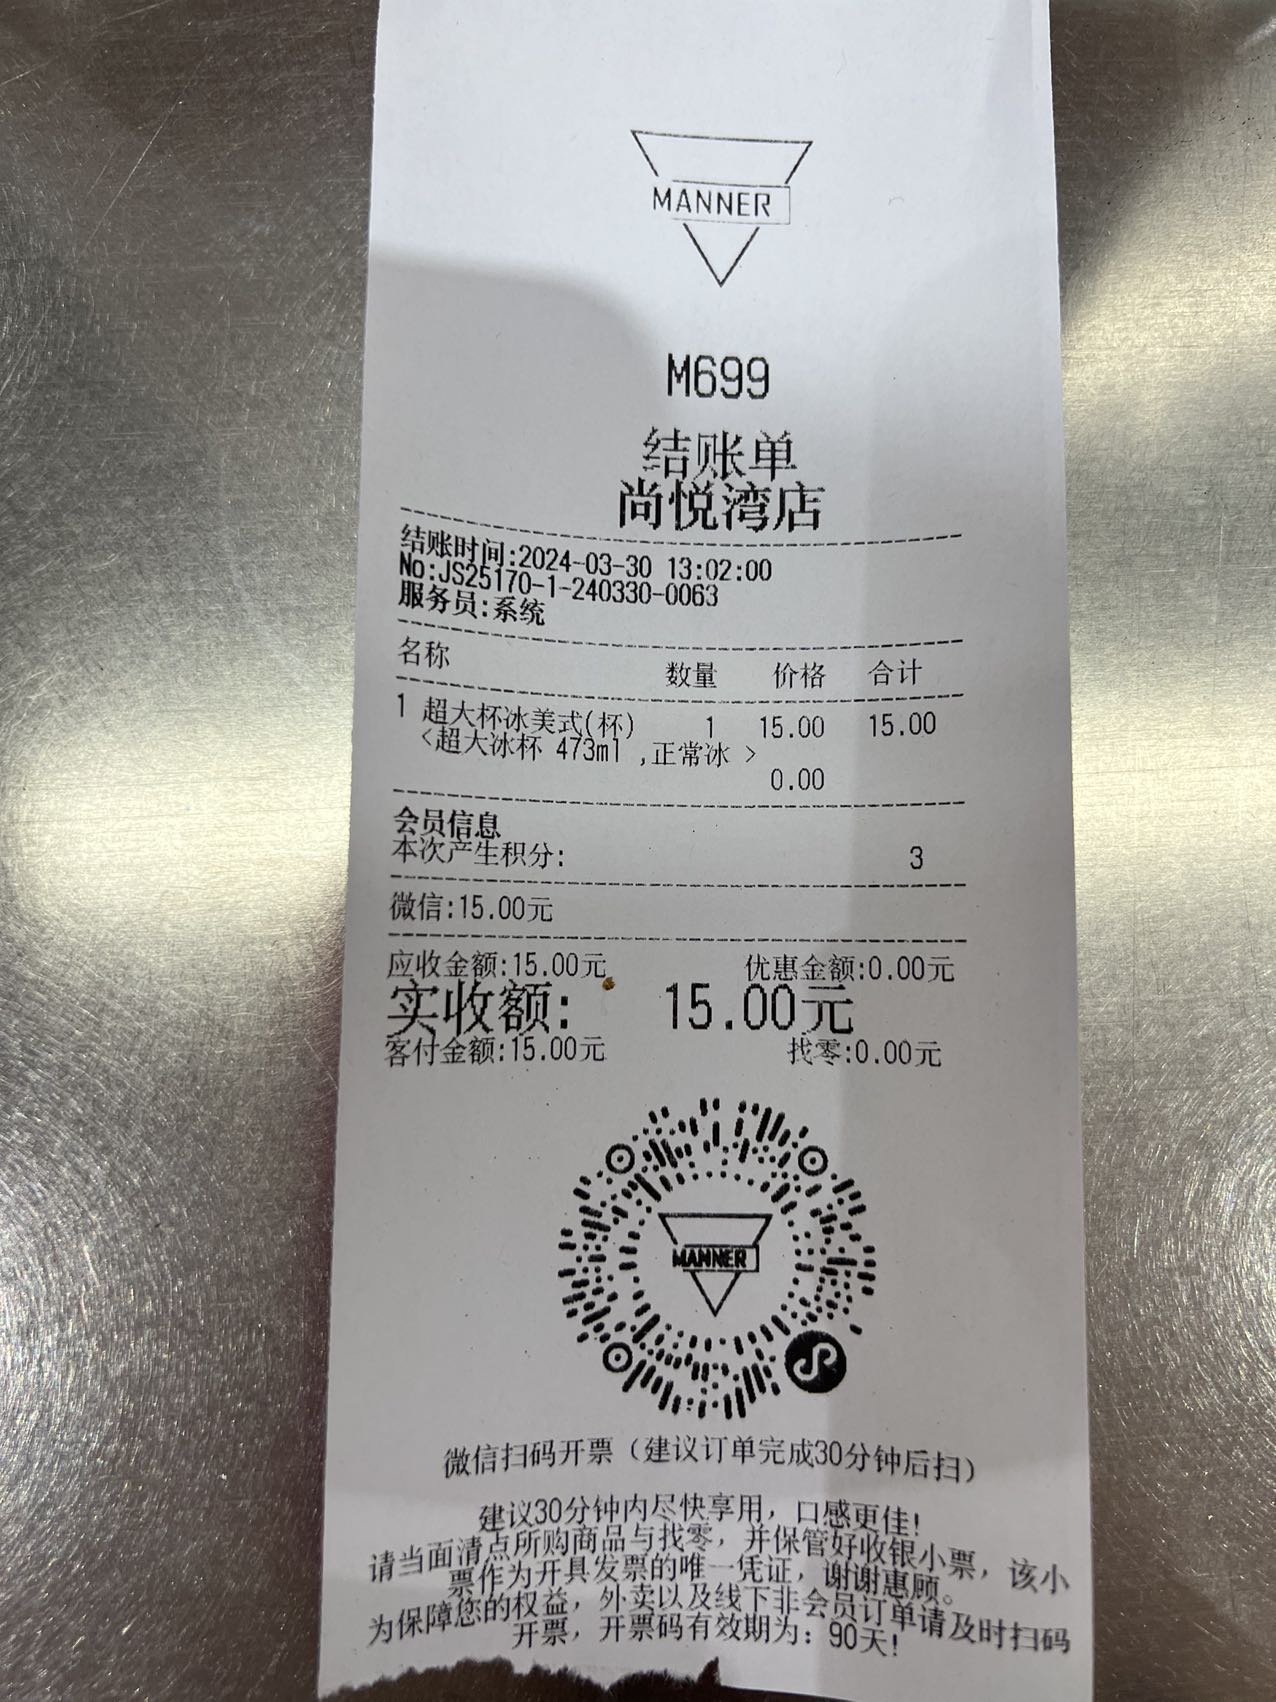 MANNER
M699
结账单
尚悦湾店
结账时间:2024-03-30 13:02:00
No:JS25170-1-240330-0063
服务员:系统
名称 数量 价格 合计
1 超大杯冰美式(杯) 1 15.00 15.00
<超大冰杯 473ml ,正常冰 >
0.00
会员信息
本次产生积分: 3
微信:15.00元
应收金额:15.00元 优惠金额:0.00元
实收额: 15.00元
客付金额:15.00元 找零:0.00元
MANNER
微信扫码开票（建议订单完成30分钟后扫）
建议30分钟内尽快享用，口感更佳!
请当面清点所购商品与找零，并保管好收银小票，该小
票作为开具发票的唯一凭证，谢谢惠顾。
为保障您的权益，外卖以及线下非会员订单请及时扫码
开票，开票码有效期为：90天!